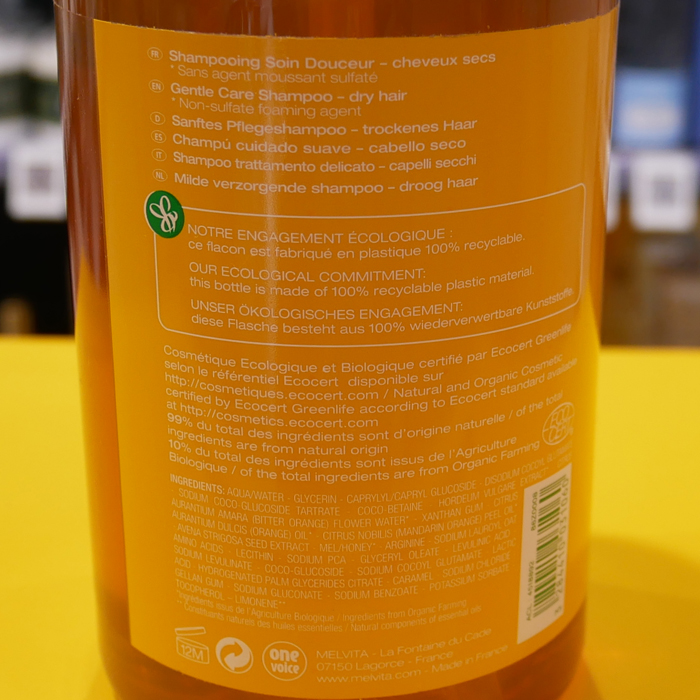 FR Shampooing Soin Douceur – cheveux secs
* Sans agent moussant sulfaté
EN Gentle Care Shampoo – dry hair
* Non-sulfate foaming agent
D Sanftes Pflegeshampoo – trockenes Haar
ES Champú cuidado suave – cabello seco
IT Shampoo trattamento delicato – capelli secchi
NL Milde verzorgende shampoo – droog haar
NOTRE ENGAGEMENT ÉCOLOGIQUE :
ce flacon est fabriqué en plastique 100% recyclable.
OUR ECOLOGICAL COMMITMENT:
this bottle is made of 100% recyclable plastic material.
UNSER ÖKOLOGISCHES ENGAGEMENT:
diese Flasche besteht aus 100% wiederverwertbare Kunststoffe.
Cosmétique Ecologique et Biologique certifié par Ecocert Greenlife
selon le référentiel Ecocert disponible sur
http://cosmetiques.ecocert.com / Natural and Organic Cosmetic
certified by Ecocert Greenlife according to Ecocert standard available
at http://cosmetics.ecocert.com
99% du total des ingrédients sont d'origine naturelle / of the total
ingredients are from natural origin
10% du total des ingrédients sont issus de l'Agriculture
Biologique / of the total ingredients are from Organic Farming
INGREDIENTS: AQUA/WATER - GLYCERIN - CAPRYLYL/CAPRYL GLUCOSIDE - DISODIUM COCOYL
- SODIUM COCO-GLUCOSIDE TARTRATE - COCO-BETAINE - HORDEUM VULGARE EXTRACT*
AURANTIUM AMARA (BITTER ORANGE) FLOWER WATER* - XANTHAN GUM - CITRUS
AURANTIUM DULCIS (ORANGE) OIL* - CITRUS NOBILIS (MANDARIN ORANGE) PEEL OIL
- AVENA STRIGOSA SEED EXTRACT - MEL/HONEY* - ARGININE - SODIUM LAUROYL OAT
AMINO ACIDS - LECITHIN - SODIUM PCA - GLYCERYL OLEATE - LEVULINIC ACID
SODIUM LEVULINATE - COCO-GLUCOSIDE - SODIUM COCOYL GLUTAMATE - LACTIC
ACID - HYDROGENATED PALM GLYCERIDES CITRATE - CARAMEL - SODIUM CHLORIDE
GELLAN GUM - SODIUM GLUCONATE - SODIUM BENZOATE - POTASSIUM SORBATE
TOCOPHEROL - LIMONENE**
*Ingrédients issus de l'Agriculture Biologique / Ingredients from Organic Farming
** Constituants naturels des huiles essentielles / Natural components of essential oils
12M
one
voice
MELVITA - La Fontaine du Cade
07150 Lagorce - France
www.melvita.com - Made in France